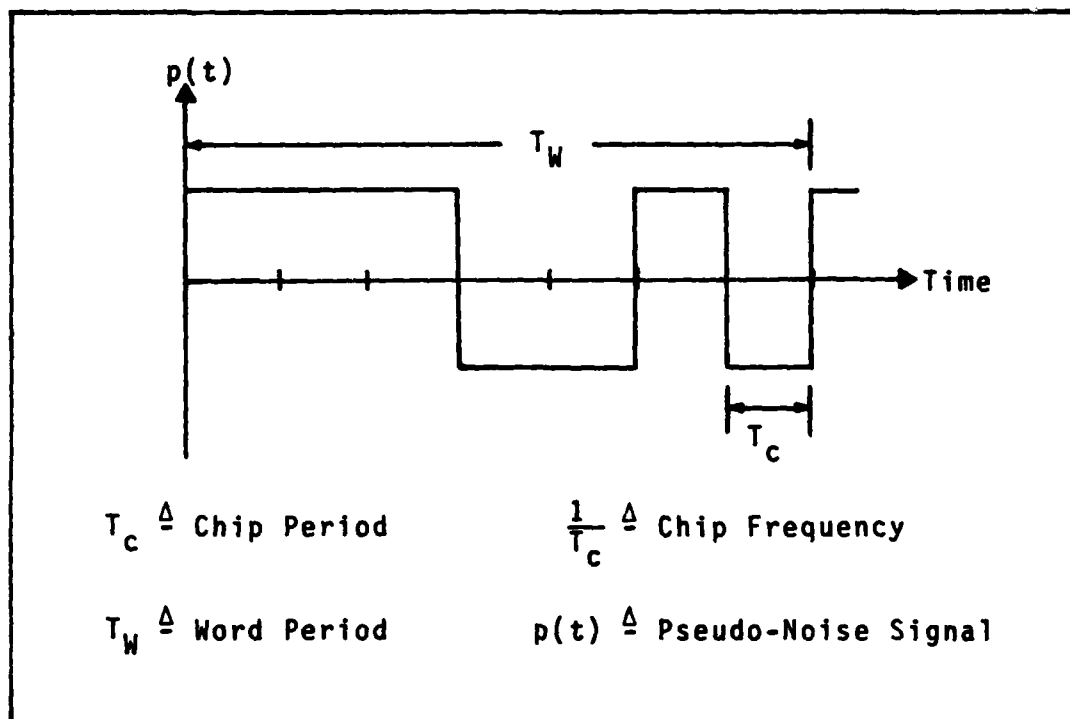 p(t)
T_W
Time
T_c
T_c ≜ Chip Period
1/T_c ≜ Chip Frequency
T_W ≜ Word Period
p(t) ≜ Pseudo-Noise Signal